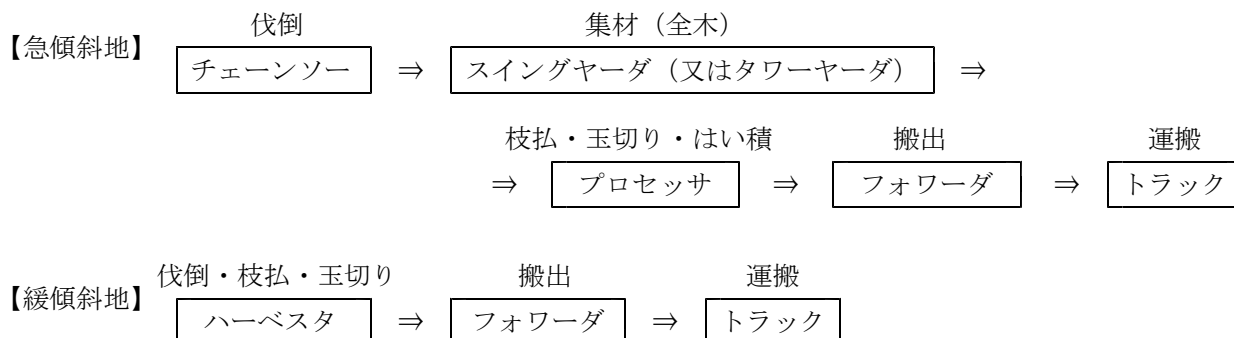 伐倒 集材（全木）
【急傾斜地】 チェーンソー ⇒ スイングヤーダ（又はタワーヤーダ） ⇒
枝払・玉切り・はい積 搬出 運搬
⇒ プロセッサ ⇒ フォワーダ ⇒ トラック
伐倒・枝払・玉切り 搬出 運搬
【緩傾斜地】 ハーベスタ ⇒ フォワーダ ⇒ トラック